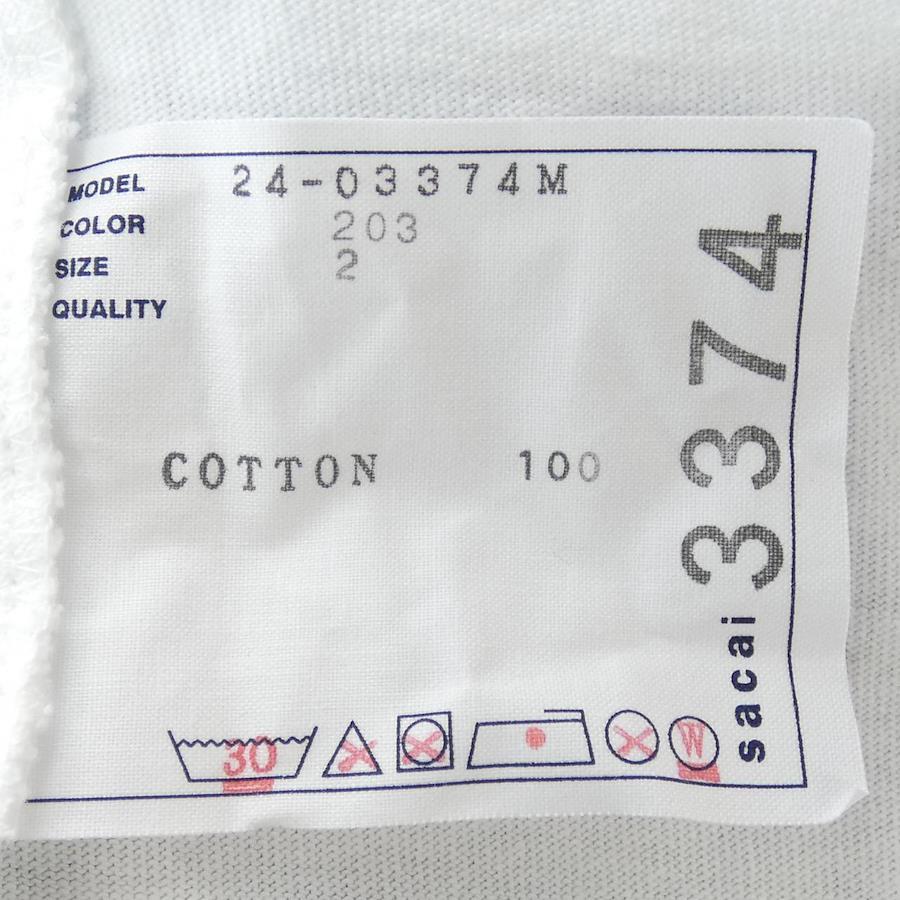 MODEL 24-03374M
COLOR 203
SIZE 2
QUALITY
COTTON 100
30
W
sacai 3374